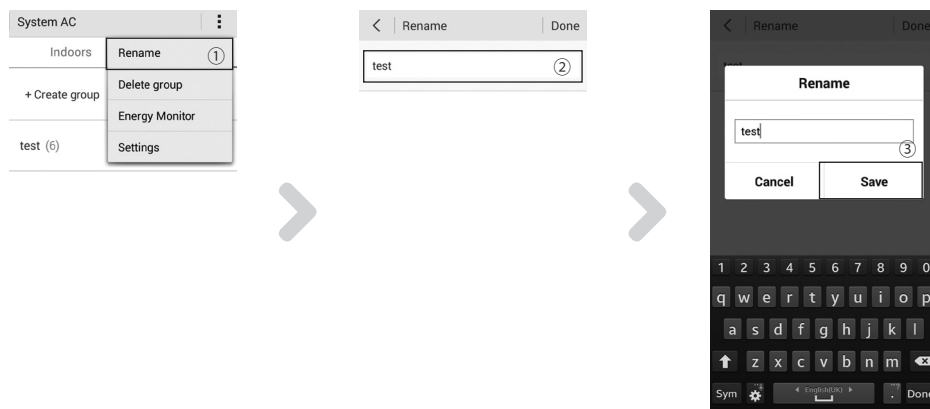 System AC
Indoors
Rename ①
+ Create group
Delete group
Energy Monitor
test (6)
Settings
Rename Done
test ②
Rename Done
Rename
test
③
Cancel Save
1 2 3 4 5 6 7 8 9 0
q w e r t y u i o p
a s d f g h j k l
z x c v b n m
Sym English(UK) . Done